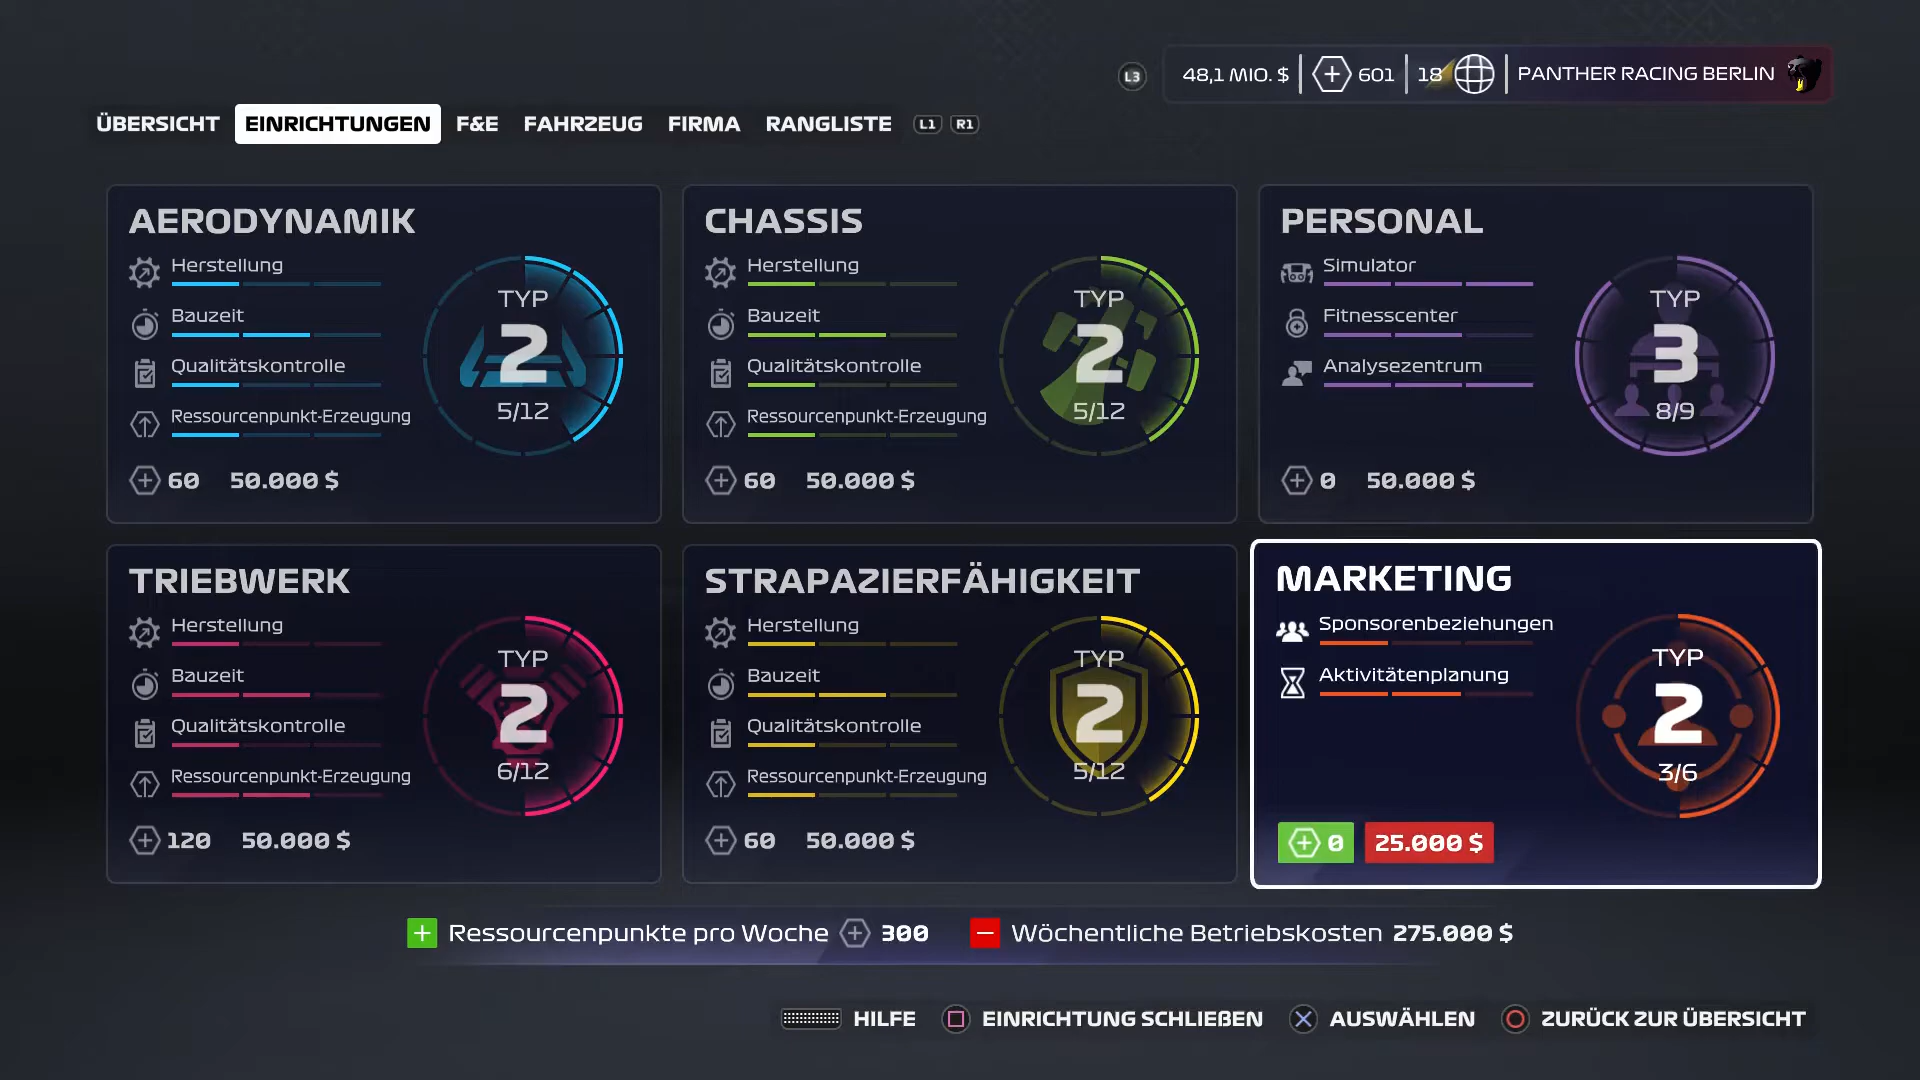 L3
48,1 MIO. $
601
18
PANTHER RACING BERLIN
ÜBERSICHT
EINRICHTUNGEN
F&E
FAHRZEUG
FIRMA
RANGLISTE
L1
R1
AERODYNAMIK
Herstellung
Bauzeit
Qualitätskontrolle
Ressourcenpunkt-Erzeugung
TYP
2
5/12
60
50.000 $
CHASSIS
Herstellung
Bauzeit
Qualitätskontrolle
Ressourcenpunkt-Erzeugung
TYP
2
5/12
60
50.000 $
PERSONAL
Simulator
Fitnesscenter
Analysezentrum
TYP
3
8/9
0
50.000 $
TRIEBWERK
Herstellung
Bauzeit
Qualitätskontrolle
Ressourcenpunkt-Erzeugung
TYP
2
6/12
120
50.000 $
STRAPAZIERFÄHIGKEIT
Herstellung
Bauzeit
Qualitätskontrolle
Ressourcenpunkt-Erzeugung
TYP
2
5/12
60
50.000 $
MARKETING
Sponsorenbeziehungen
Aktivitätenplanung
TYP
2
3/6
0
25.000 $
Ressourcenpunkte pro Woche 300
Wöchentliche Betriebskosten 275.000 $
HILFE
EINRICHTUNG SCHLIEẞEN
AUSWÄHLEN
ZURÜCK ZUR ÜBERSICHT